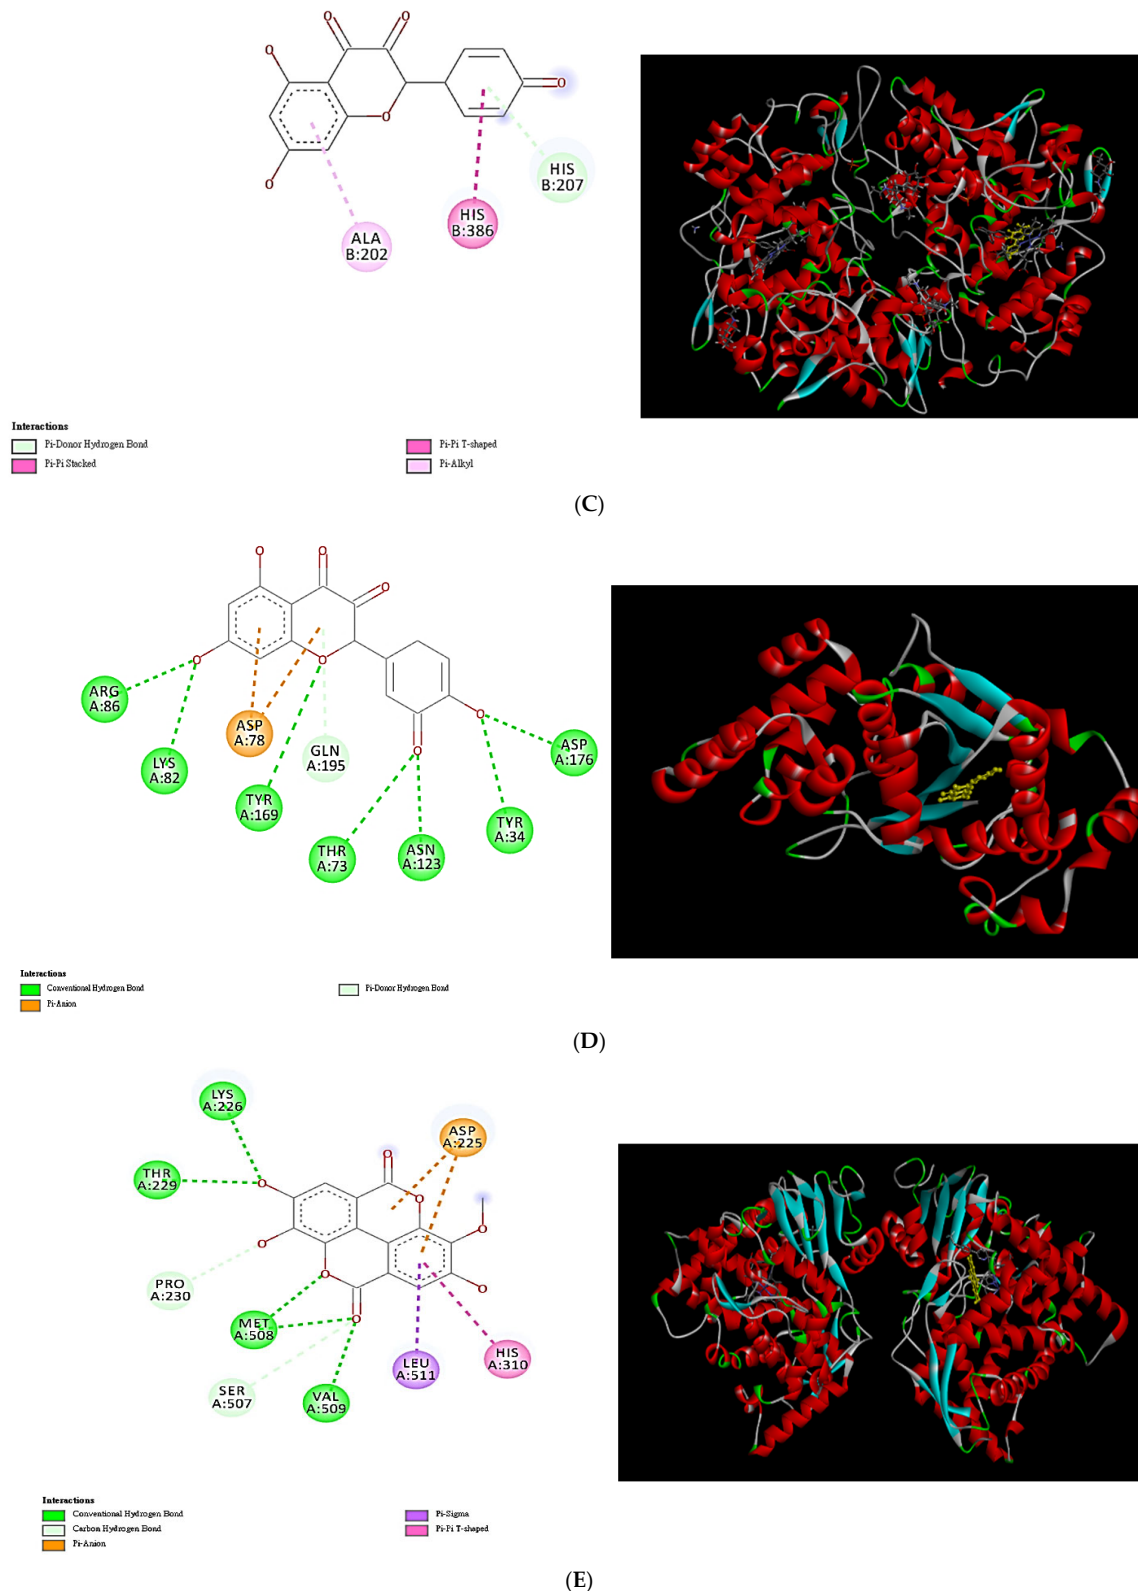 O O
O
O
O
O
HIS
B:207
HIS
B:386
ALA
B:202
Interactions
Pi-Donor Hydrogen Bond
Pi-Pi Stacked
Pi-Pi T-shaped
Pi-Alkyl
(C)
O O
O
O O
O
O
ARG
A:86
LYS
A:82
ASP
A:78
GLN
A:195
TYR
A:169
THR
A:73
ASN
A:123
TYR
A:34
ASP
A:176
Interactions
Conventional Hydrogen Bond
Pi-Anion
Pi-Donor Hydrogen Bond
(D)
LYS
A:226
ASP
A:225
THR
A:229
O
O
O
O
O
O
O
O
PRO
A:230
MET
A:508
SER
A:507
VAL
A:509
LEU
A:511
HIS
A:310
Interactions
Conventional Hydrogen Bond
Carbon Hydrogen Bond
Pi-Anion
Pi-Sigma
Pi-Pi T-shaped
(E)